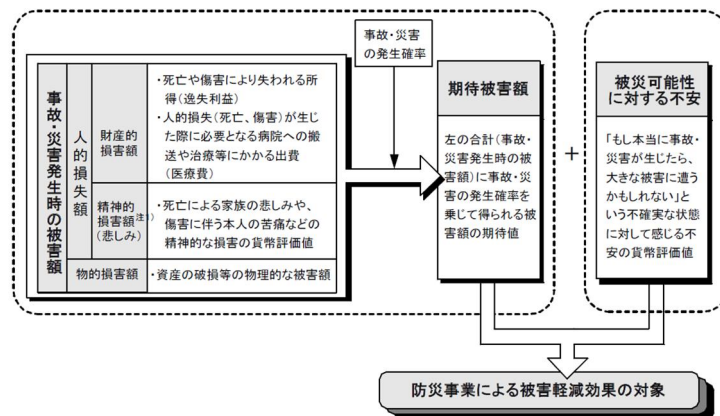 事故・災害
の発生確率
事故・災害発生時の被害額
人的損失額
財産的
損害額
・死亡や傷害により失われる所
得(逸失利益)
・人的損失(死亡、傷害)が生じ
た際に必要となる病院への搬
送や治療等にかかる出費
(医療費)
精神的
損害額注1)
(悲しみ)
・死亡による家族の悲しみや、
傷害に伴う本人の苦痛などの
精神的な損害の貨幣評価値
物的損害額
・資産の破損等の物理的な被害額
期待被害額
左の合計(事故・
災害発生時の被
害額)に事故・災
害の発生確率を
乗じて得られる被
害額の期待値
+
被災可能性
に対する不安
「もし本当に事故・
災害が生じたら、
大きな被害に遭う
かもしれない」と
いう不確実な状態
に対して感じる不
安の貨幣評価値
防災事業による被害軽減効果の対象